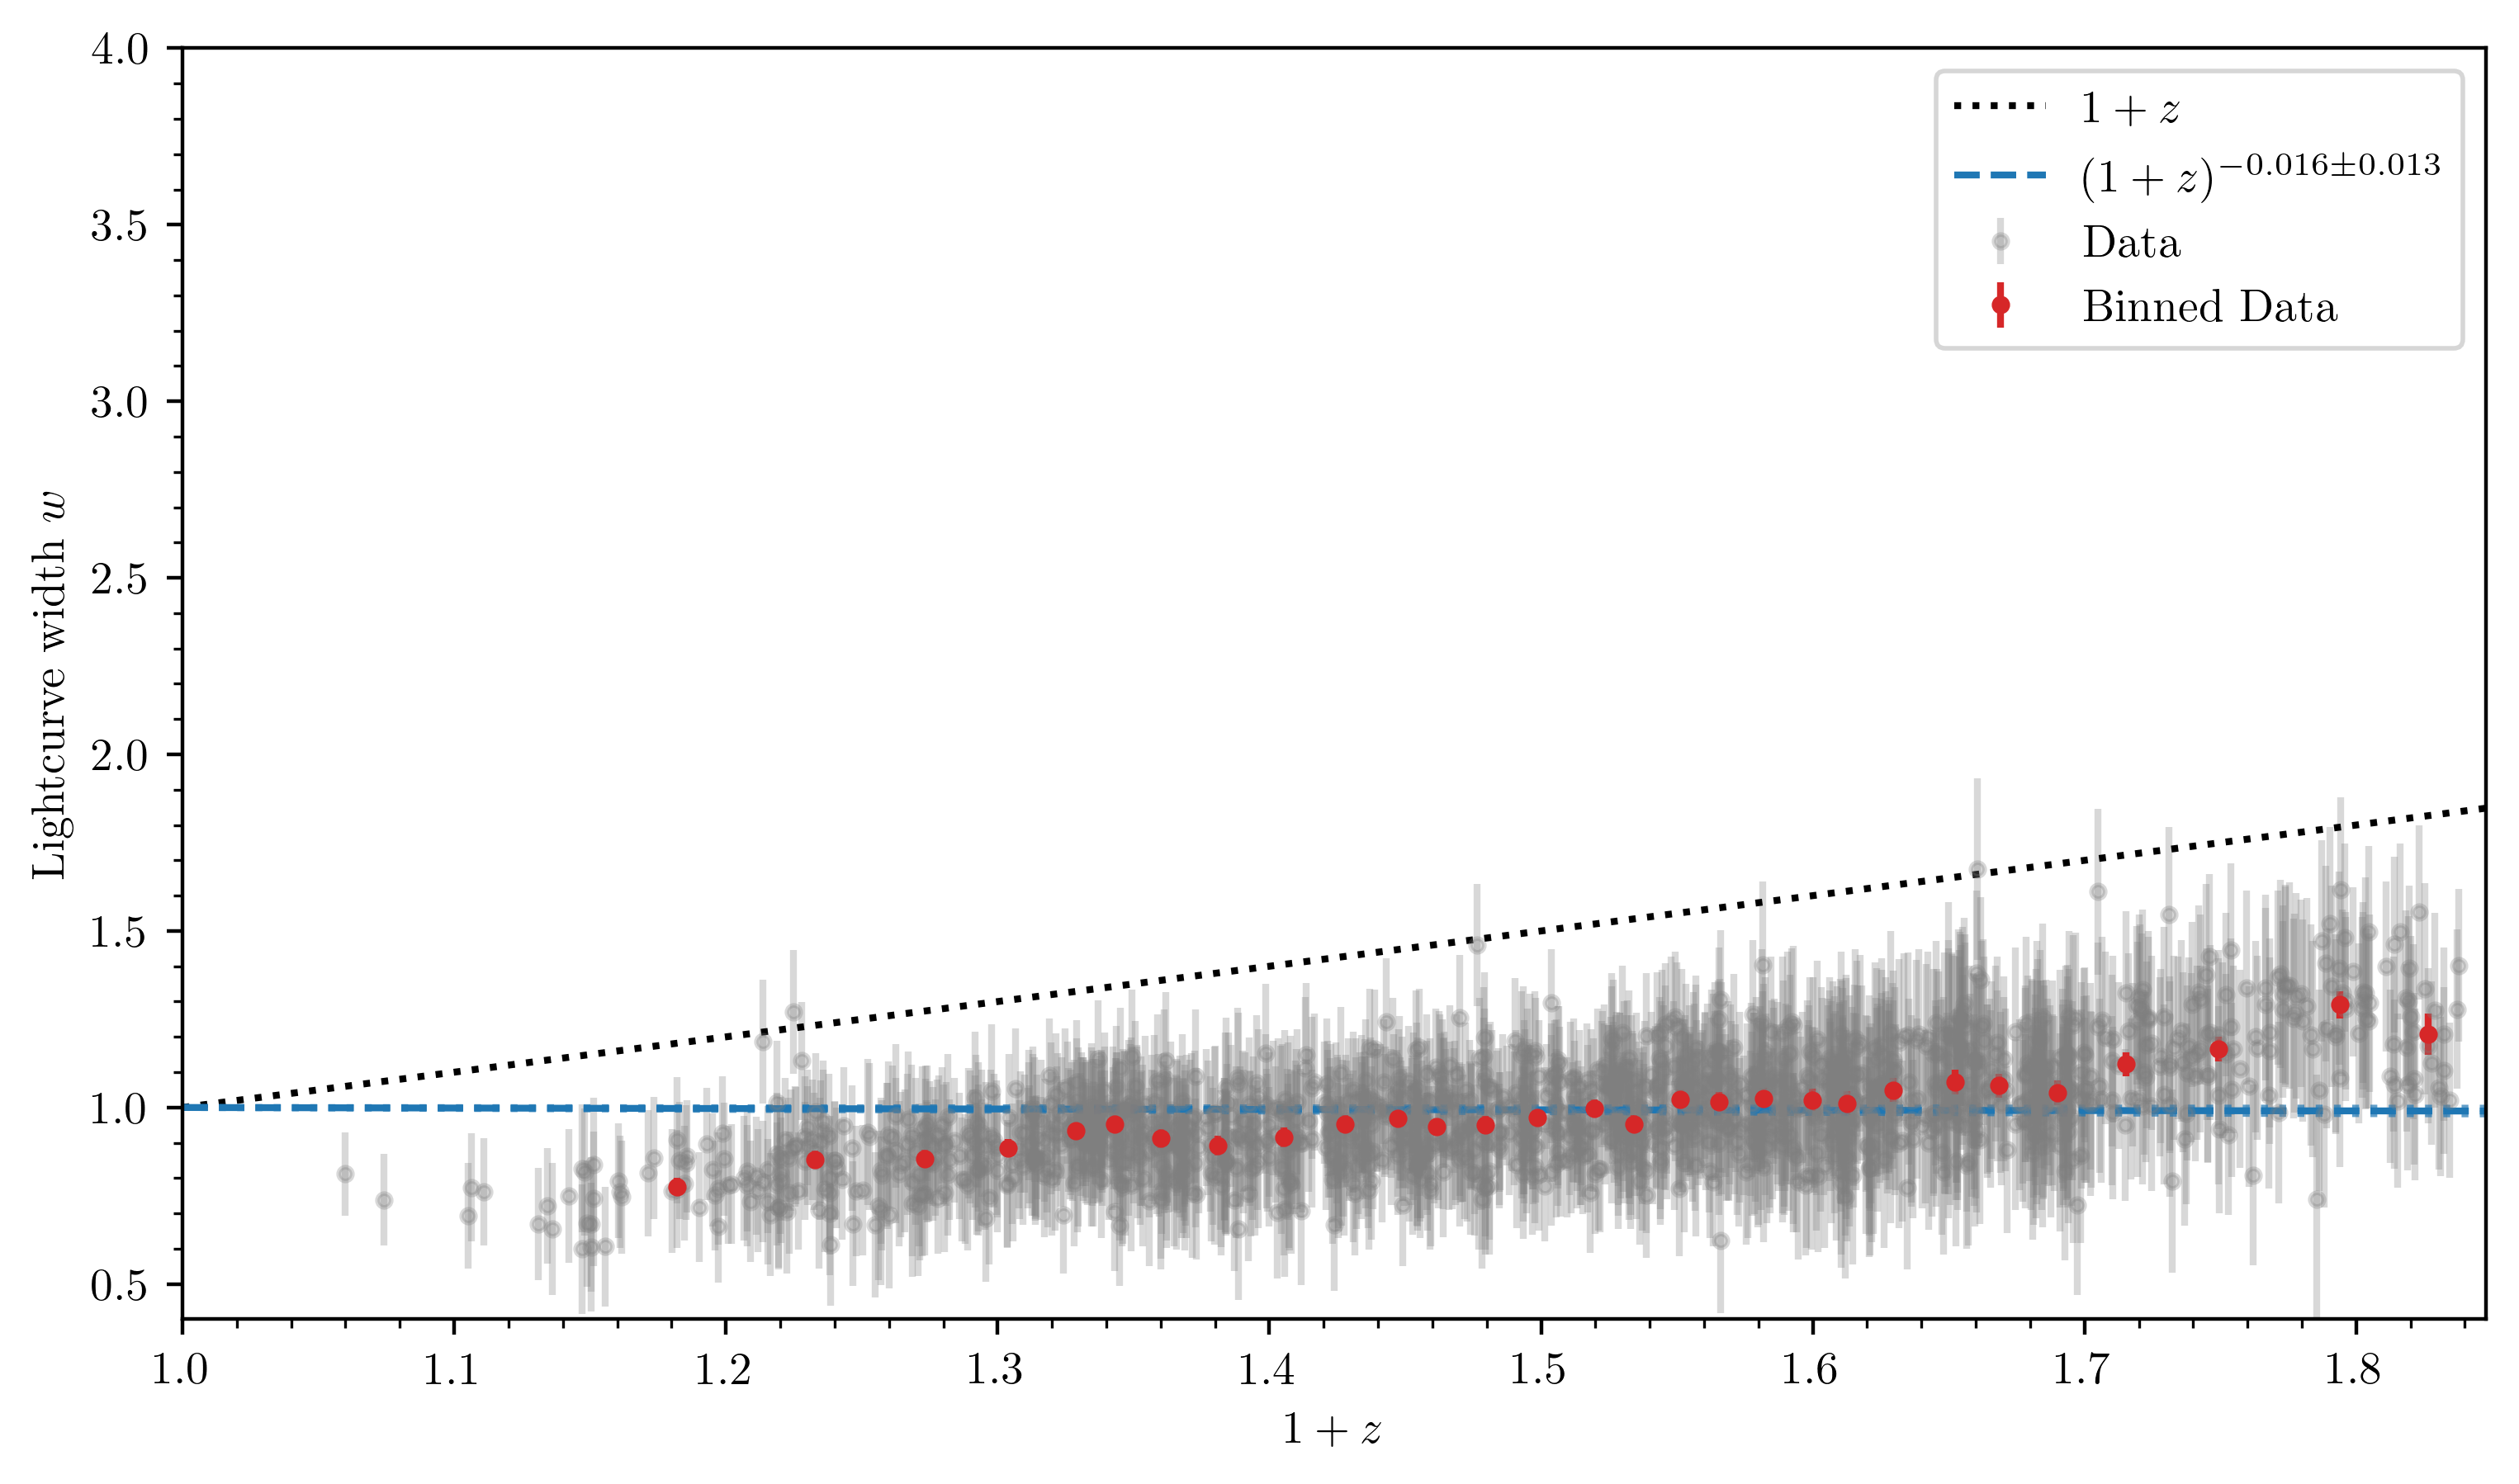 4.0
3.5
3.0
2.5
2.0
1.5
1.0
0.5
Lightcurve width w
1 + z
(1 + z)^{−0.016±0.013}
Data
Binned Data
1.0 1.1 1.2 1.3 1.4 1.5 1.6 1.7 1.8
1 + z